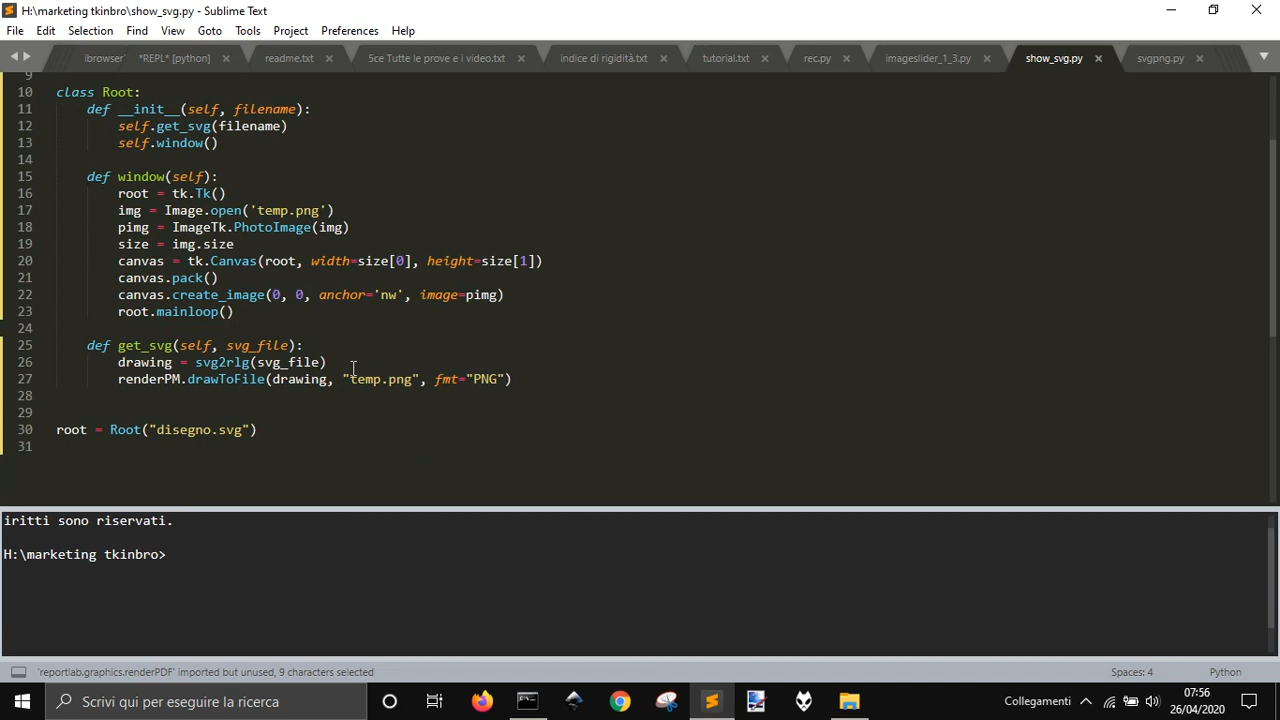 H:\marketing tkinbro\show_svg.py - Sublime Text
File Edit Selection Find View Goto Tools Project Preferences Help
ibrowser *REPL* [python] readme.txt 5ce Tutte le prove e i video.txt indice di rigidità.txt tutorial.txt rec.py imageslider_1_3.py show_svg.py svgpng.py
9
10 class Root:
11 def __init__(self, filename):
12 self.get_svg(filename)
13 self.window()
14
15 def window(self):
16 root = tk.Tk()
17 img = Image.open('temp.png')
18 pimg = ImageTk.PhotoImage(img)
19 size = img.size
20 canvas = tk.Canvas(root, width=size[0], height=size[1])
21 canvas.pack()
22 canvas.create_image(0, 0, anchor='nw', image=pimg)
23 root.mainloop()
24
25 def get_svg(self, svg_file):
26 drawing = svg2rlg(svg_file)
27 renderPM.drawToFile(drawing, "temp.png", fmt="PNG")
28
29
30 root = Root("disegno.svg")
31
iritti sono riservati.
H:\marketing tkinbro>
'reportlab.graphics.renderPDF' imported but unused, 9 characters selected Spaces: 4 Python
Scrivi qui per eseguire la ricerca Collegamenti 07:56
26/04/2020